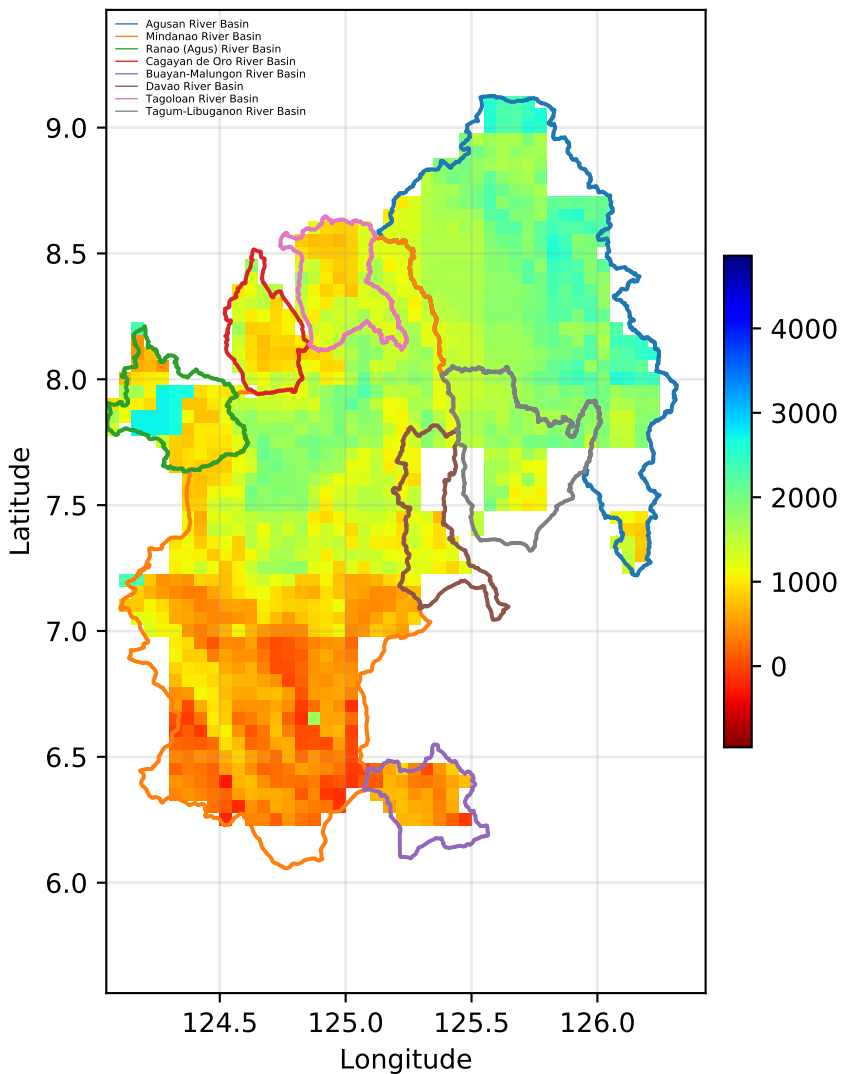 Agusan River Basin
Mindanao River Basin
Ranao (Agus) River Basin
Cagayan de Oro River Basin
Buayan-Malungon River Basin
Davao River Basin
Tagoloan River Basin
Tagum-Libuganon River Basin
9.0
8.5
8.0
7.5
7.0
6.5
6.0
Latitude
124.5 125.0 125.5 126.0
Longitude
4000
3000
2000
1000
0